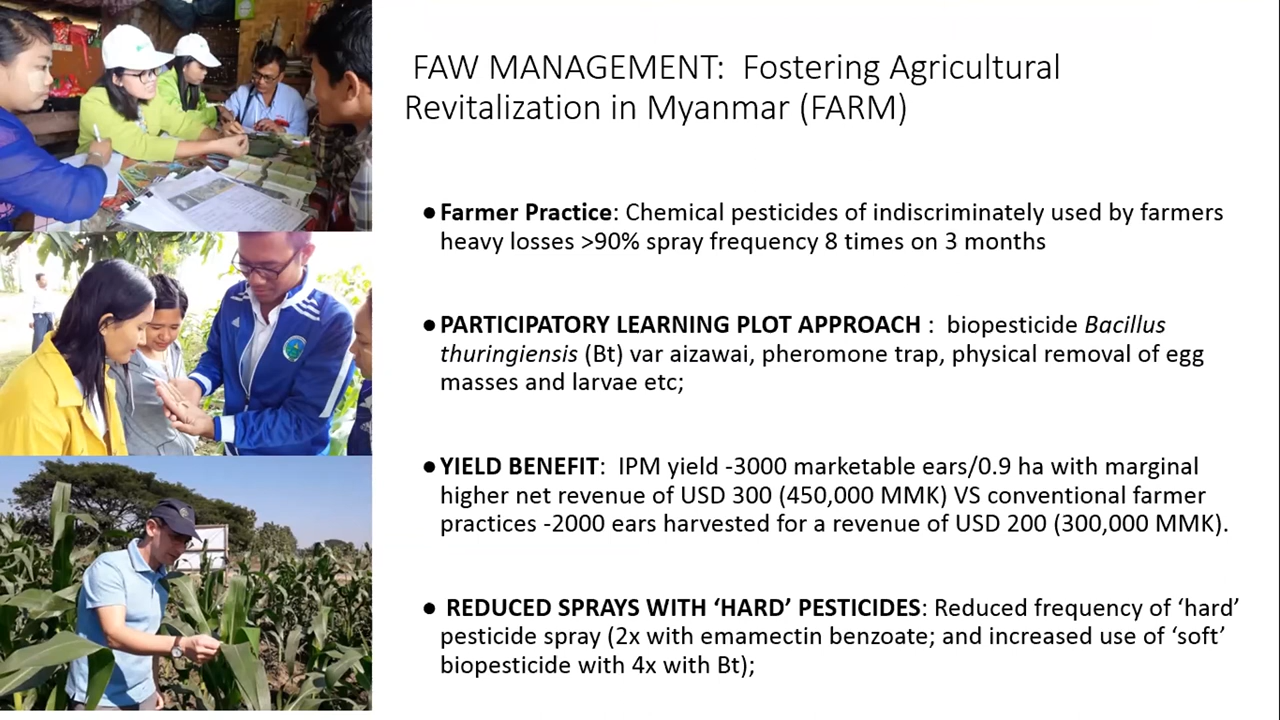 FAW MANAGEMENT:  Fostering Agricultural
Revitalization in Myanmar (FARM)
●Farmer Practice: Chemical pesticides of indiscriminately used by farmers
heavy losses >90% spray frequency 8 times on 3 months
●PARTICIPATORY LEARNING PLOT APPROACH :  biopesticide Bacillus
thuringiensis (Bt) var aizawai, pheromone trap, physical removal of egg
masses and larvae etc;
●YIELD BENEFIT:  IPM yield -3000 marketable ears/0.9 ha with marginal
higher net revenue of USD 300 (450,000 MMK) VS conventional farmer
practices -2000 ears harvested for a revenue of USD 200 (300,000 MMK).
● REDUCED SPRAYS WITH ‘HARD’ PESTICIDES: Reduced frequency of ‘hard’
pesticide spray (2x with emamectin benzoate; and increased use of ‘soft’
biopesticide with 4x with Bt);